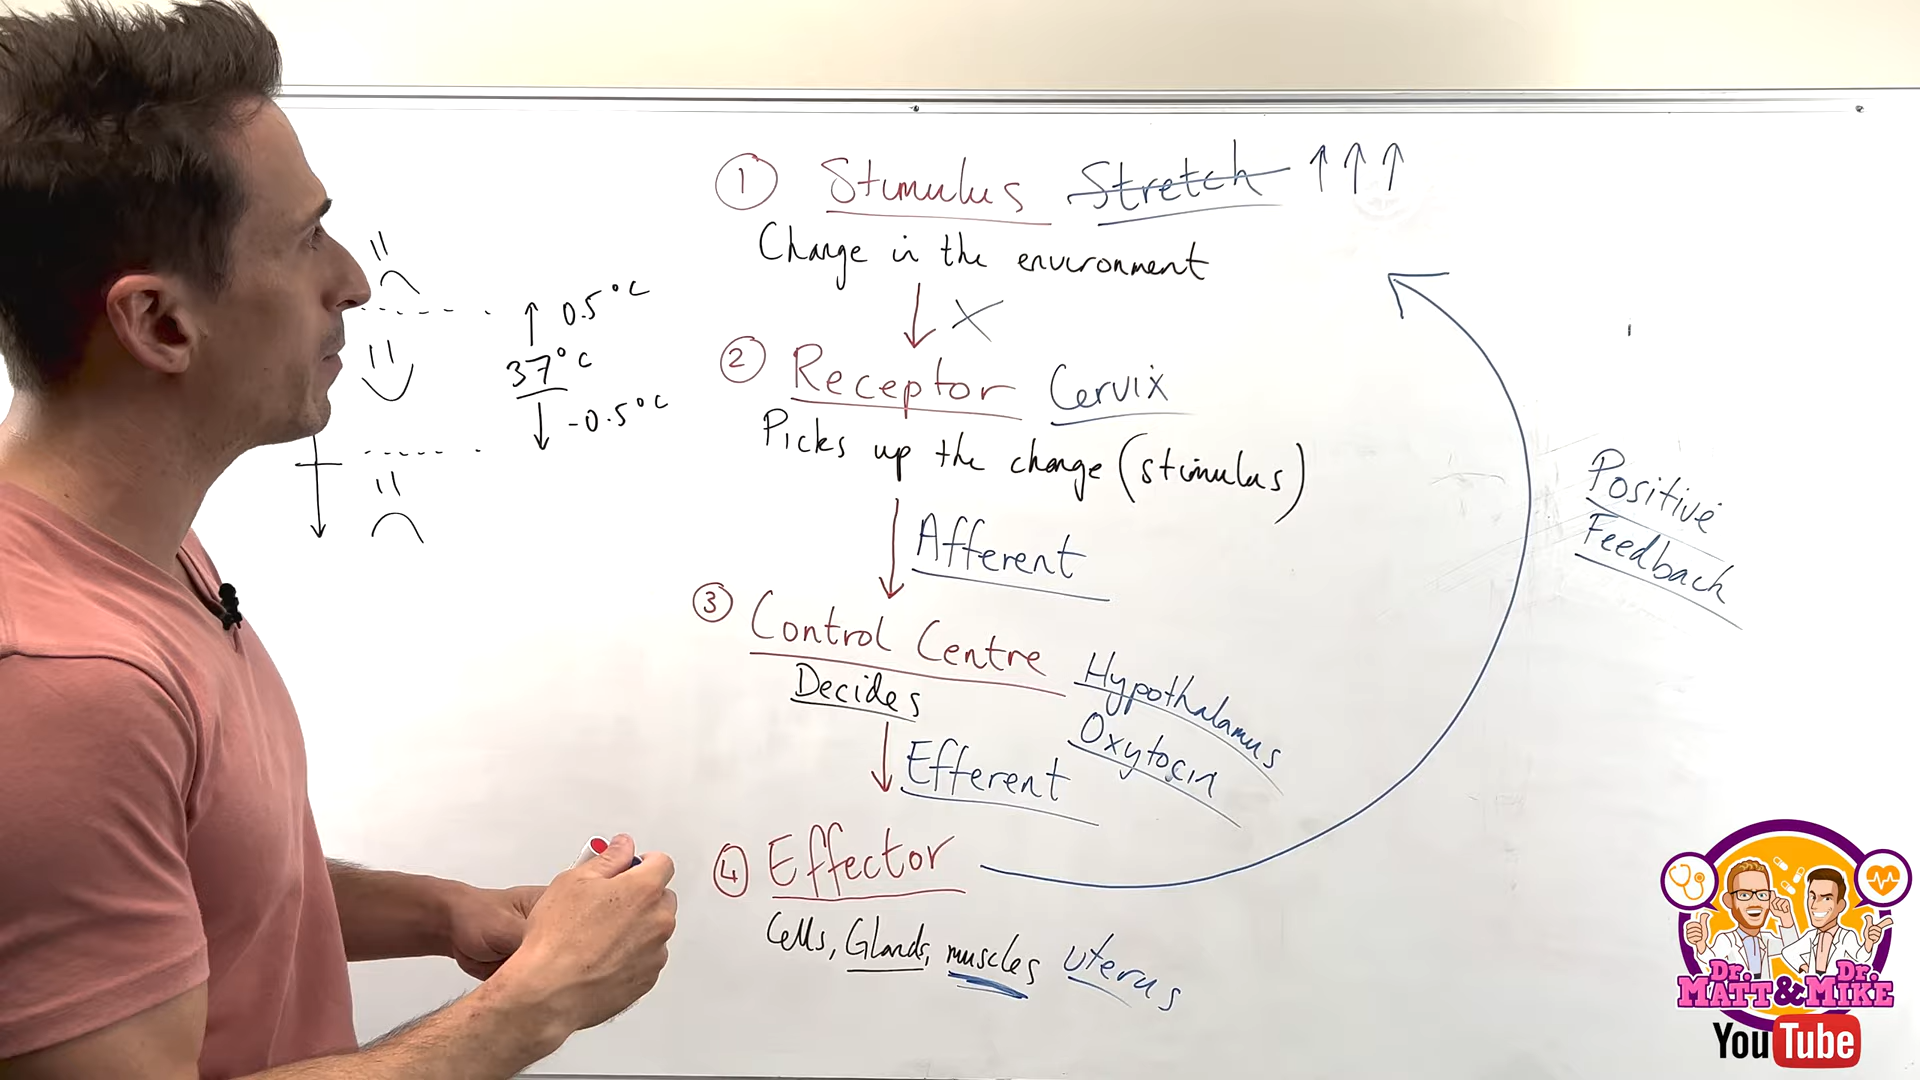 ① Stimulus Stretch ↑↑↑
Change in the environment
② Receptor Cervix
Picks up the change (stimulus)
Afferent
③ Control Centre Hypothalamus
Decides Oxytocin
Efferent
④ Effector
Cells, Glands, muscles uterus
Positive
Feedback
↑ 0.5°C
37°C
↓ -0.5°C
Dr. Dr.
MATT & MIKE
YouTube